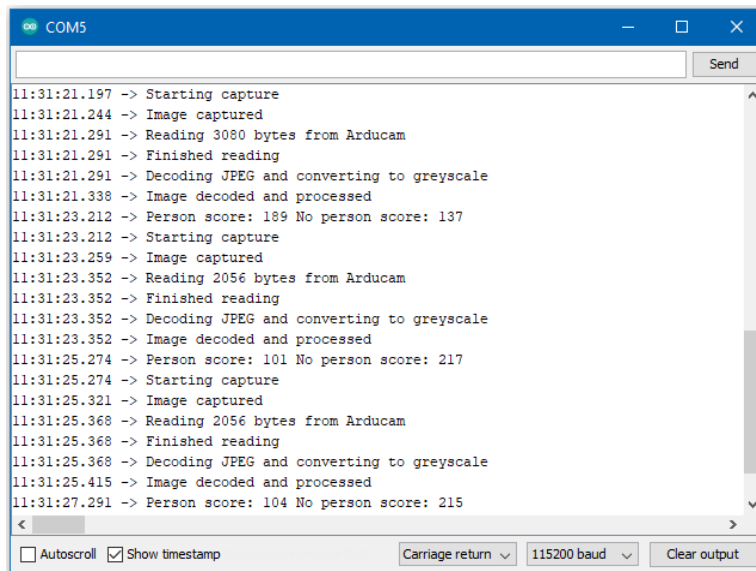 COM5
Send
11:31:21.197 -> Starting capture
11:31:21.244 -> Image captured
11:31:21.291 -> Reading 3080 bytes from Arducam
11:31:21.291 -> Finished reading
11:31:21.291 -> Decoding JPEG and converting to greyscale
11:31:21.338 -> Image decoded and processed
11:31:23.212 -> Person score: 189 No person score: 137
11:31:23.212 -> Starting capture
11:31:23.259 -> Image captured
11:31:23.352 -> Reading 2056 bytes from Arducam
11:31:23.352 -> Finished reading
11:31:23.352 -> Decoding JPEG and converting to greyscale
11:31:23.352 -> Image decoded and processed
11:31:25.274 -> Person score: 101 No person score: 217
11:31:25.274 -> Starting capture
11:31:25.321 -> Image captured
11:31:25.368 -> Reading 2056 bytes from Arducam
11:31:25.368 -> Finished reading
11:31:25.368 -> Decoding JPEG and converting to greyscale
11:31:25.415 -> Image decoded and processed
11:31:27.291 -> Person score: 104 No person score: 215
Autoscroll Show timestamp Carriage return 115200 baud Clear output